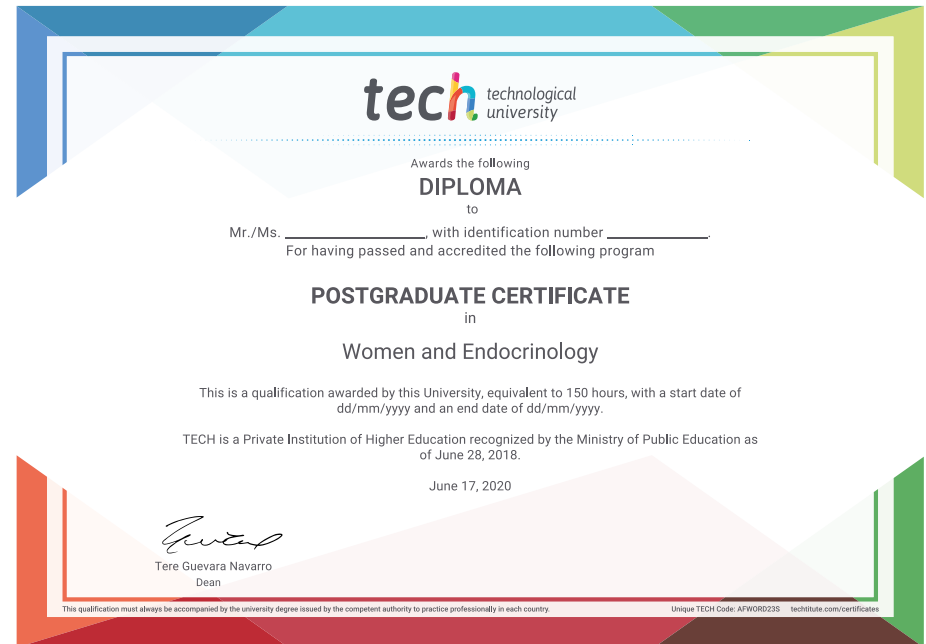 tech technological university
Awards the following
DIPLOMA
to
Mr./Ms. ____________________, with identification number ______________.
For having passed and accredited the following program
POSTGRADUATE CERTIFICATE
in
Women and Endocrinology
This is a qualification awarded by this University, equivalent to 150 hours, with a start date of
dd/mm/yyyy and an end date of dd/mm/yyyy.
TECH is a Private Institution of Higher Education recognized by the Ministry of Public Education as
of June 28, 2018.
June 17, 2020
Tere Guevara Navarro
Dean
This qualification must always be accompanied by the university degree issued by the competent authority to practice professionally in each country.
Unique TECH Code: AFWORD23S techtitute.com/certificates